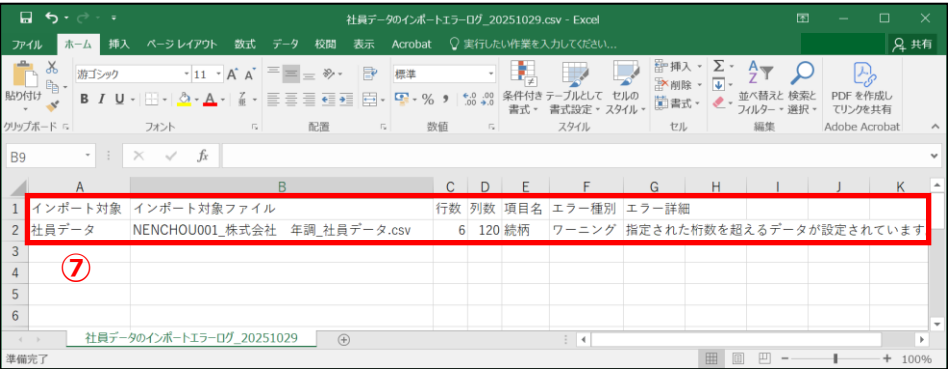 社員データのインポートエラーログ_20251029.csv - Excel
ファイル ホーム 挿入 ページ レイアウト 数式 データ 校閲 表示 Acrobat 実行したい作業を入力してください... 共有
游ゴシック 11 A A 標準
貼り付け B I U A % , .0 .00 .00 .0 条件付き書式 テーブルとして書式設定 セルのスタイル 挿入 削除 書式 Σ 並べ替えとフィルター 検索と選択 PDF を作成してリンクを共有
クリップボード フォント 配置 数値 スタイル セル 編集 Adobe Acrobat
B9 fx
A B C D E F G H I J K
1 インポート対象 インポート対象ファイル 行数 列数 項目名 エラー種別 エラー詳細
2 社員データ NENCHOU001_株式会社 年調_社員データ.csv 6 120 続柄 ワーニング 指定された桁数を超えるデータが設定されています
3
⑦
4
5
6
社員データのインポートエラーログ_20251029
準備完了 100%